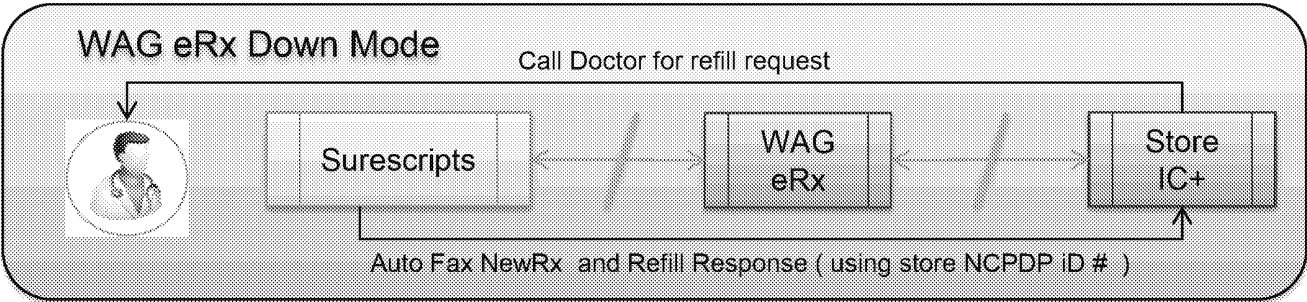 WAG eRx Down Mode
Call Doctor for refill request
Surescripts
WAG
eRx
Store
IC+
Auto Fax NewRx and Refill Response ( using store NCPDP iD # )